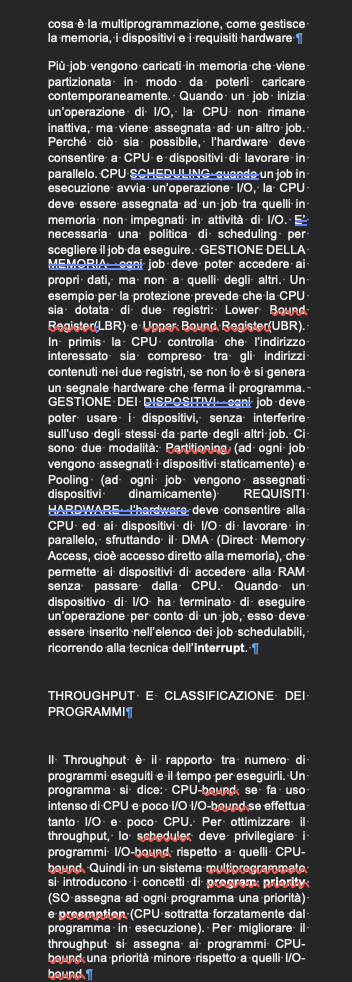 cosa è la multiprogrammazione, come gestisce
la memoria, i dispositivi e i requisiti hardware¶
Più job vengono caricati in memoria che viene
partizionata in modo da poterli caricare
contemporaneamente. Quando un job inizia
un'operazione di I/O, la CPU non rimane
inattiva, ma viene assegnata ad un altro job.
Perché ciò sia possibile, l'hardware deve
consentire a CPU e dispositivi di lavorare in
parallelo. CPU SCHEDULING quando un job in
esecuzione avvia un'operazione I/O, la CPU
deve essere assegnata ad un job tra quelli in
memoria non impegnati in attività di I/O. E'
necessaria una politica di scheduling per
scegliere il job da eseguire. GESTIONE DELLA
MEMORIA ogni job deve poter accedere ai
propri dati, ma non a quelli degli altri. Un
esempio per la protezione prevede che la CPU
sia dotata di due registri: Lower Bound
Register(LBR) e Upper Bound Register(UBR).
In primis la CPU controlla che l'indirizzo
interessato sia compreso tra gli indirizzi
contenuti nei due registri, se non lo è si genera
un segnale hardware che ferma il programma.
GESTIONE DEI DISPOSITIVI ogni job deve
poter usare i dispositivi, senza interferire
sull'uso degli stessi da parte degli altri job. Ci
sono due modalità: Partitioning (ad ogni job
vengono assegnati i dispositivi staticamente) e
Pooling (ad ogni job vengono assegnati
dispositivi dinamicamente) REQUISITI
HARDWARE l'hardware deve consentire alla
CPU ed ai dispositivi di I/O di lavorare in
parallelo, sfruttando il DMA (Direct Memory
Access, cioè accesso diretto alla memoria), che
permette ai dispositivi di accedere alla RAM
senza passare dalla CPU. Quando un
dispositivo di I/O ha terminato di eseguire
un'operazione per conto di un job, esso deve
essere inserito nell'elenco dei job schedulabili,
ricorrendo alla tecnica dell'interrupt. ¶
THROUGHPUT E CLASSIFICAZIONE DEI
PROGRAMMI¶
Il Throughput è il rapporto tra numero di
programmi eseguiti e il tempo per eseguirli. Un
programma si dice: CPU-bound se fa uso
intenso di CPU e poco I/O I/O-bound se effettua
tanto I/O e poco CPU. Per ottimizzare il
throughput, lo scheduler deve privilegiare i
programmi I/O-bound rispetto a quelli CPU-
bound. Quindi in un sistema multiprogrammato
si introducono i concetti di program priority
(SO assegna ad ogni programma una priorità)
e preemption (CPU sottratta forzatamente dal
programma in esecuzione). Per migliorare il
throughput si assegna ai programmi CPU-
bound una priorità minore rispetto a quelli I/O-
bound.¶